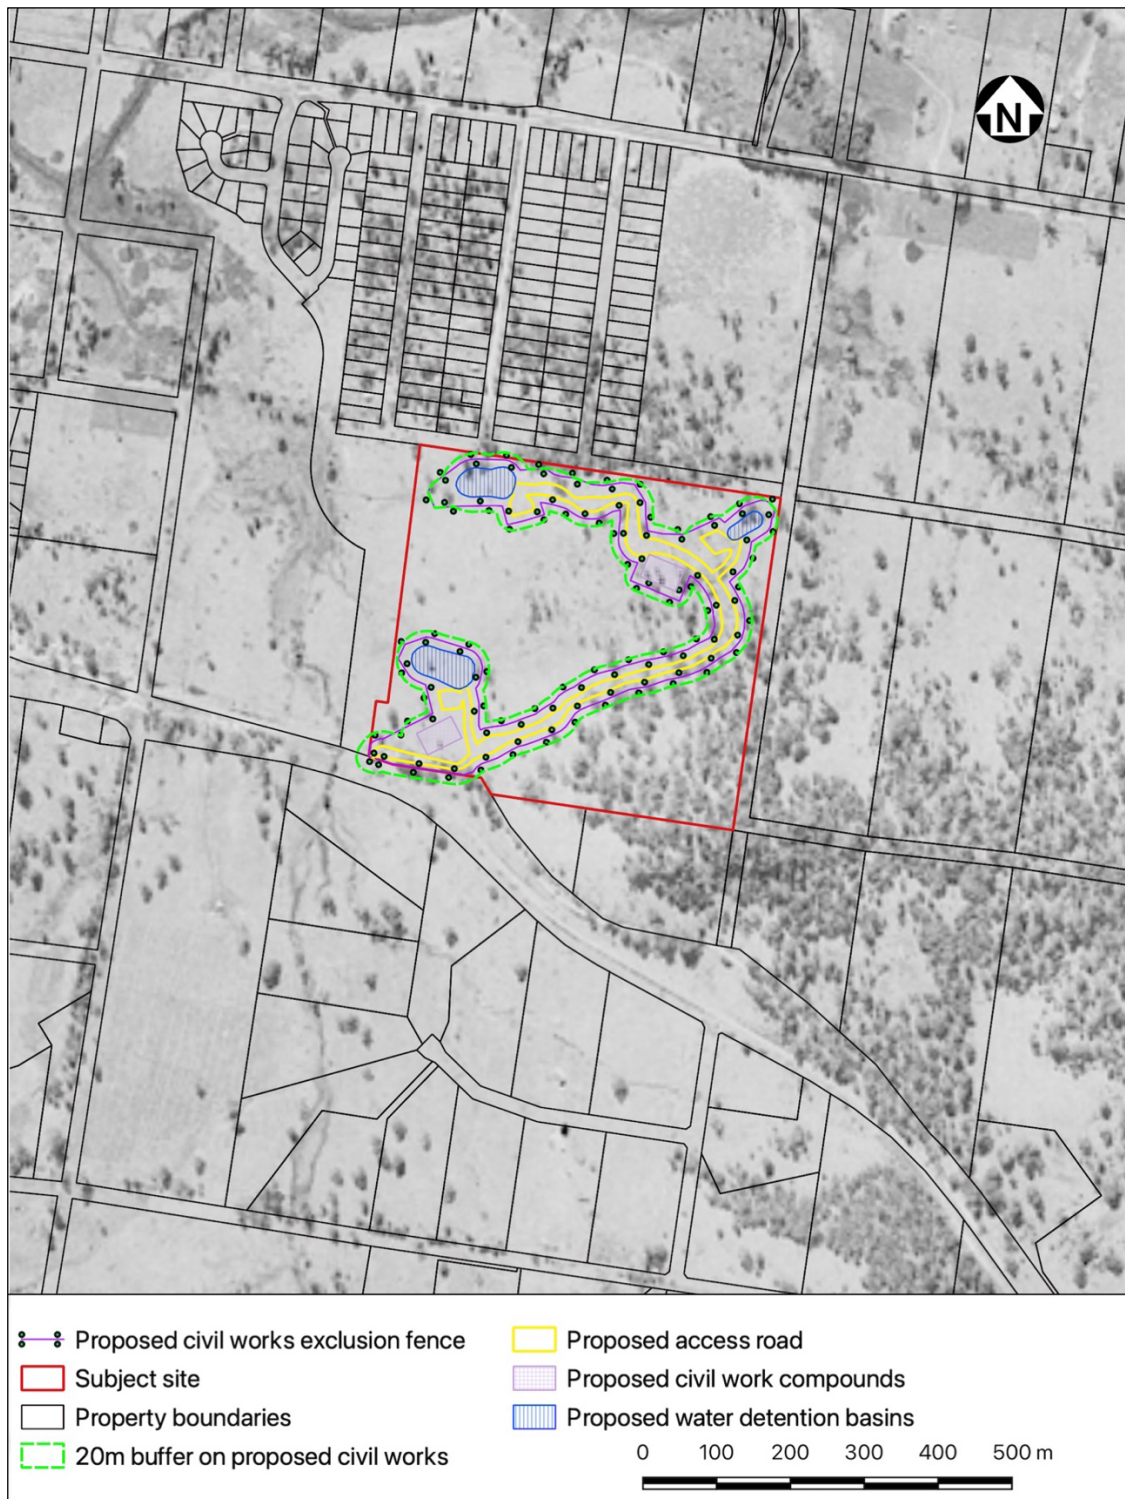 N
Proposed civil works exclusion fence
Subject site
Property boundaries
20m buffer on proposed civil works
Proposed access road
Proposed civil work compounds
Proposed water detention basins
0 100 200 300 400 500 m